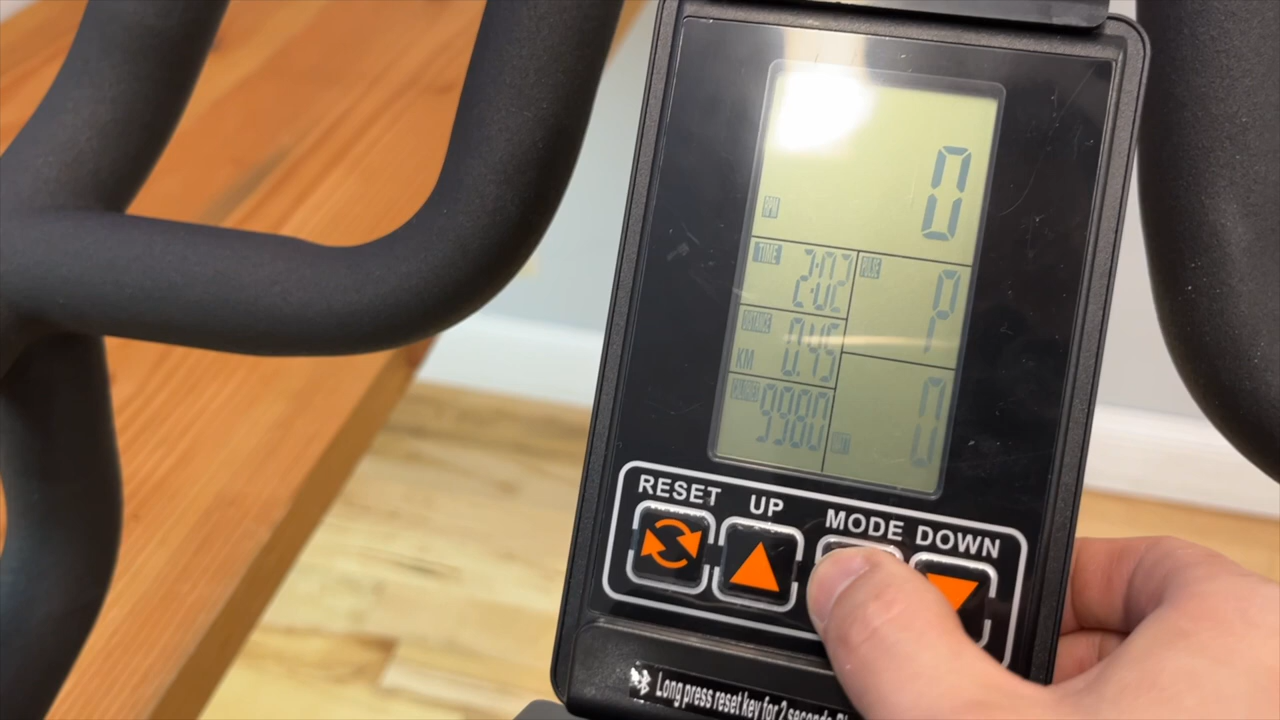 0
RPM
TIME 2:02
PULSE P
DISTANCE KM 0.45
CALORIES 9980
0
RESET UP MODE DOWN
Long press reset key for 2 seconds